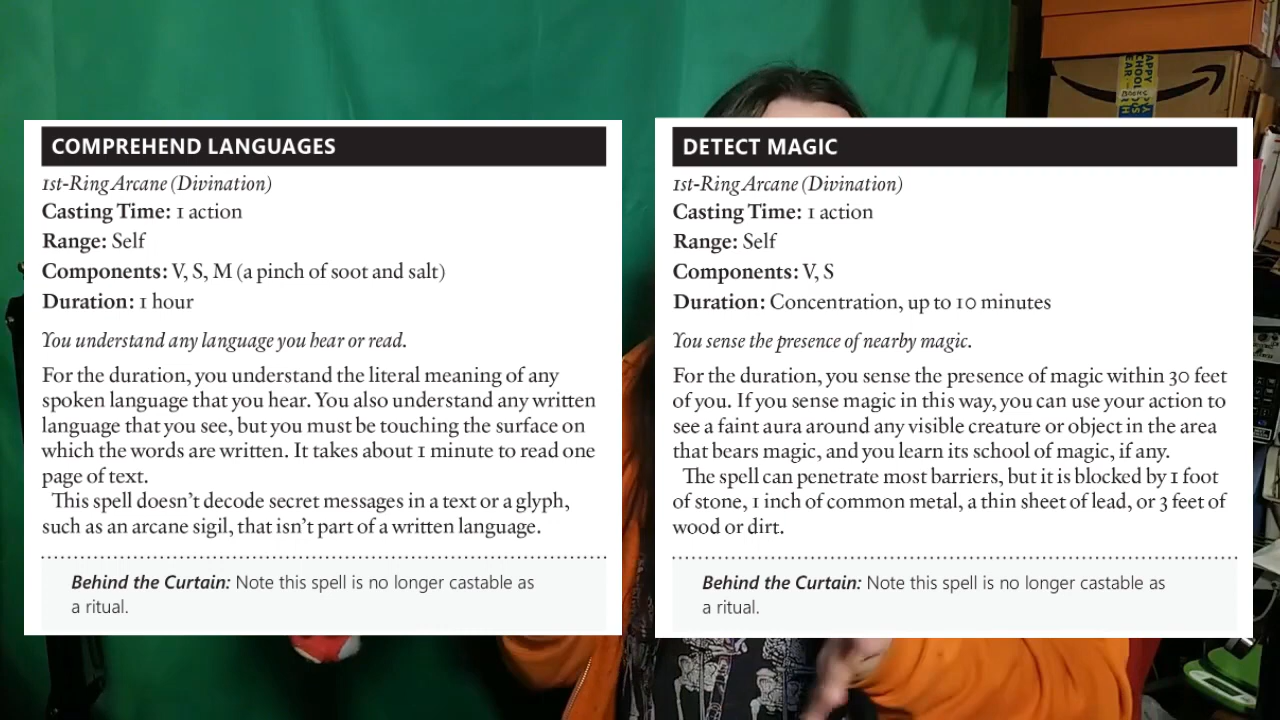 COMPREHEND LANGUAGES
1st-Ring Arcane (Divination)
Casting Time: 1 action
Range: Self
Components: V, S, M (a pinch of soot and salt)
Duration: 1 hour
You understand any language you hear or read.
For the duration, you understand the literal meaning of any
spoken language that you hear. You also understand any written
language that you see, but you must be touching the surface on
which the words are written. It takes about 1 minute to read one
page of text.
This spell doesn't decode secret messages in a text or a glyph,
such as an arcane sigil, that isn't part of a written language.
Behind the Curtain: Note this spell is no longer castable as
a ritual.
DETECT MAGIC
1st-Ring Arcane (Divination)
Casting Time: 1 action
Range: Self
Components: V, S
Duration: Concentration, up to 10 minutes
You sense the presence of nearby magic.
For the duration, you sense the presence of magic within 30 feet
of you. If you sense magic in this way, you can use your action to
see a faint aura around any visible creature or object in the area
that bears magic, and you learn its school of magic, if any.
The spell can penetrate most barriers, but it is blocked by 1 foot
of stone, 1 inch of common metal, a thin sheet of lead, or 3 feet of
wood or dirt.
Behind the Curtain: Note this spell is no longer castable as
a ritual.